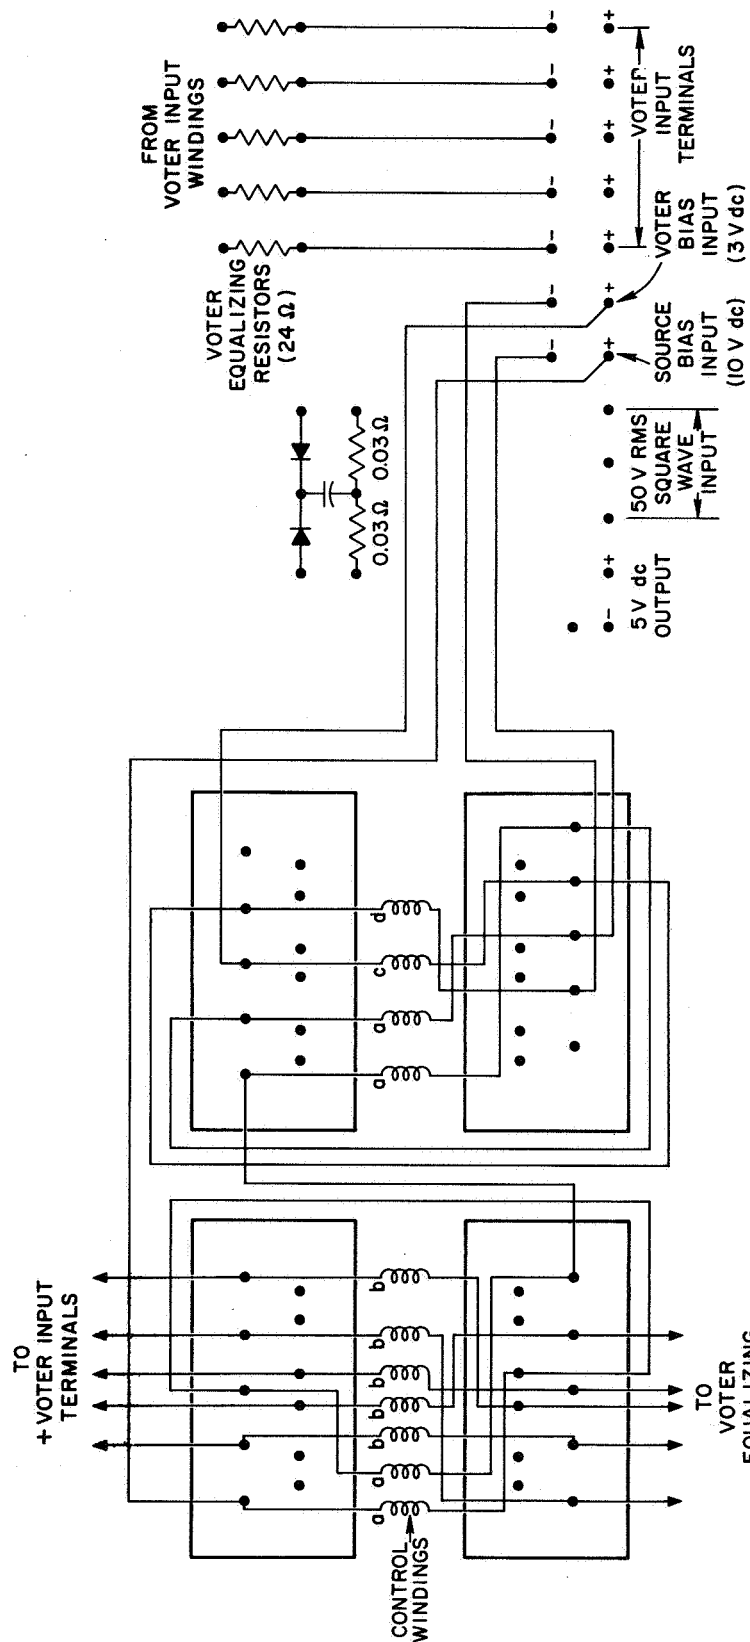 FROM
VOTER INPUT
WINDINGS
VOTER
EQUALIZING
RESISTORS
(24 Ω)
0.03 Ω
0.03 Ω
-
-
-
-
-
-
-
+
+
+
+
+
+
+
VOTER
INPUT
TERMINALS
VOTER
BIAS
INPUT
(3 V dc)
SOURCE
BIAS
INPUT
(10 V dc)
50 V RMS
SQUARE
WAVE
INPUT
-
+
5 V dc
OUTPUT
d
c
a
a
TO
+ VOTER INPUT
TERMINALS
b
b
b
b
b
a
a
CONTROL
WINDINGS
TO
VOTER
EQUALIZING